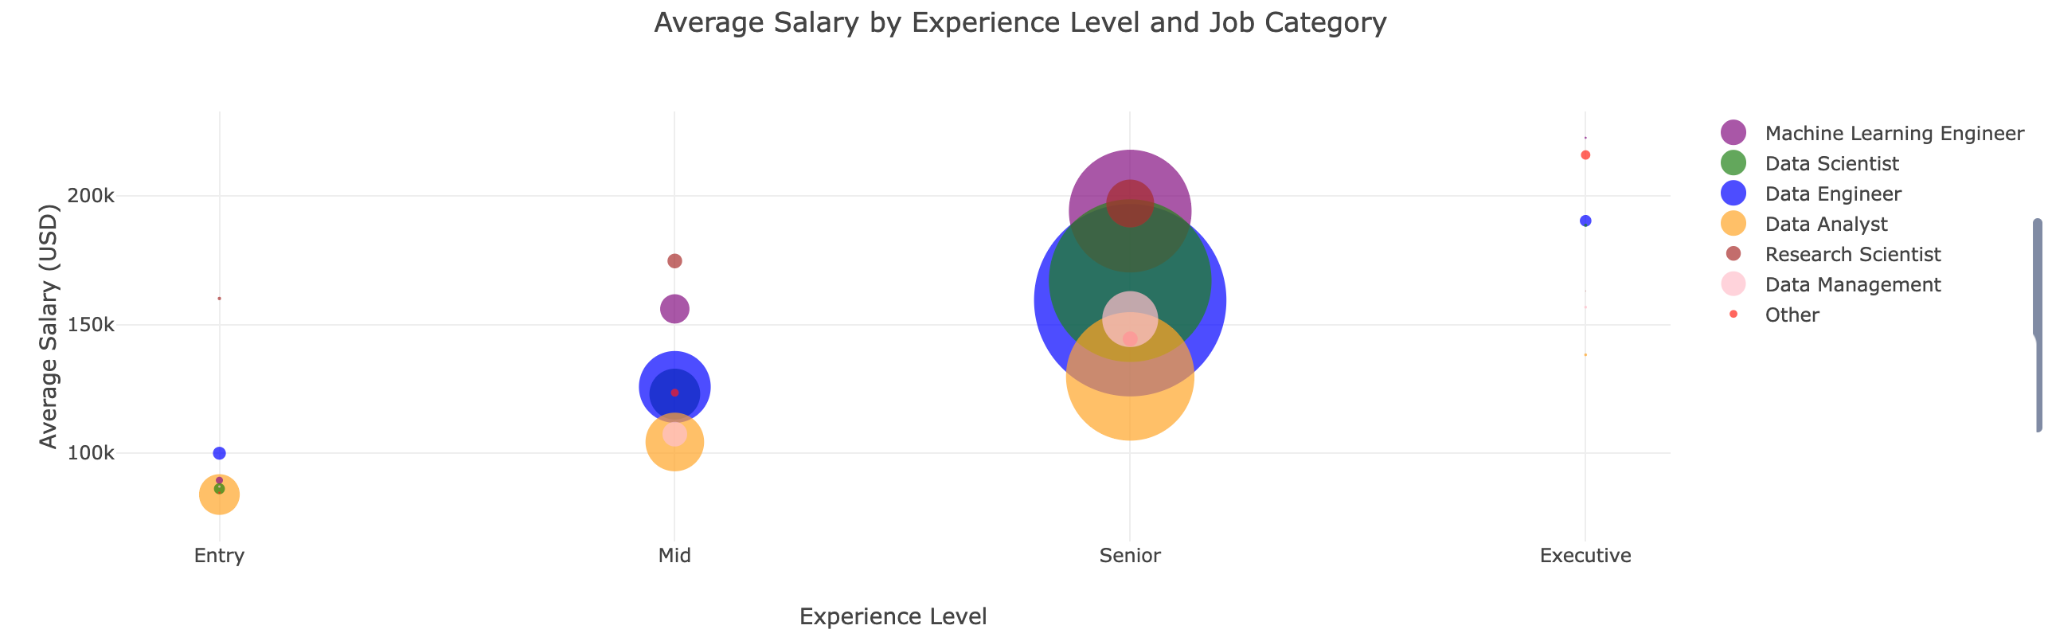 Average Salary by Experience Level and Job Category
Average Salary (USD)
200k
150k
100k
Entry
Mid
Senior
Executive
Experience Level
Machine Learning Engineer
Data Scientist
Data Engineer
Data Analyst
Research Scientist
Data Management
Other